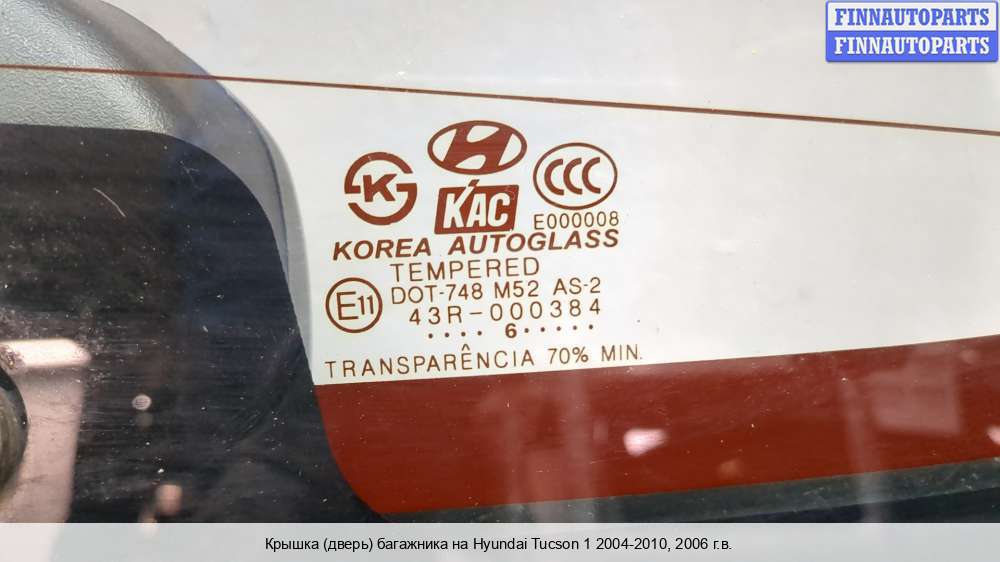 FINNAUTOPARTS
FINNAUTOPARTS
K
KAC
CCC
E000008
KOREA AUTOGLASS
TEMPERED
E11
DOT-748 M52 AS-2
43R-000384
.... 6.....
TRANSPARÊNCIA 70% MIN.
Крышка (дверь) багажника на Hyundai Tucson 1 2004-2010, 2006 г.в.